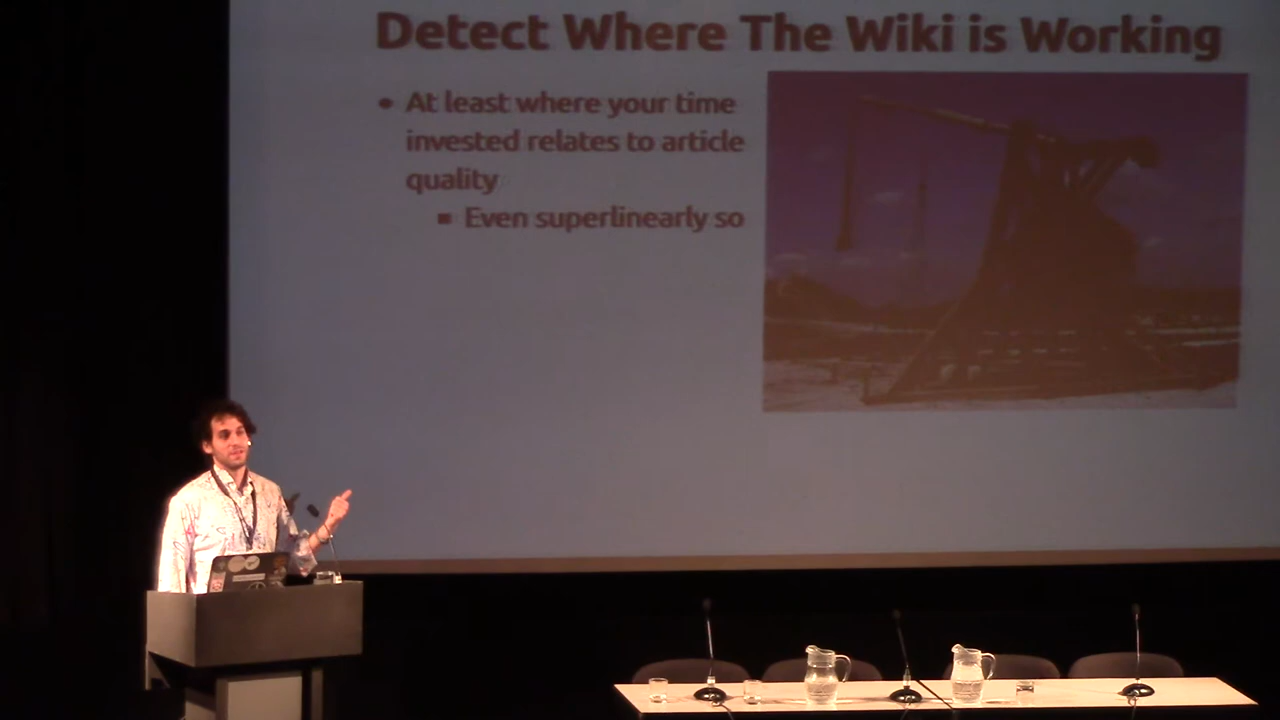 Detect Where The Wiki is Working
At least where your time
invested relates to article
quality
Even superlinearly so